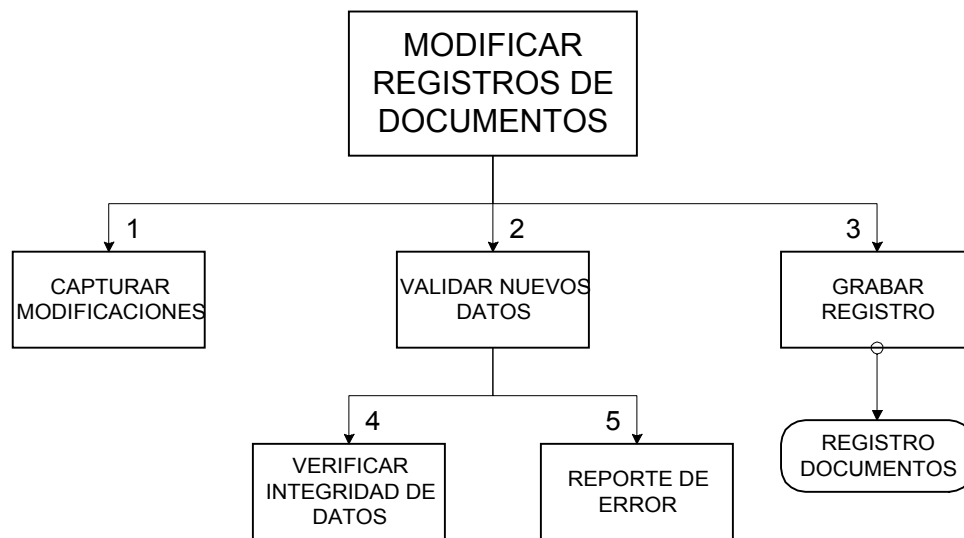 MODIFICAR
REGISTROS DE
DOCUMENTOS
1
2
3
CAPTURAR
MODIFICACIONES
VALIDAR NUEVOS
DATOS
GRABAR
REGISTRO
4
5
VERIFICAR
INTEGRIDAD DE
DATOS
REPORTE DE
ERROR
REGISTRO
DOCUMENTOS